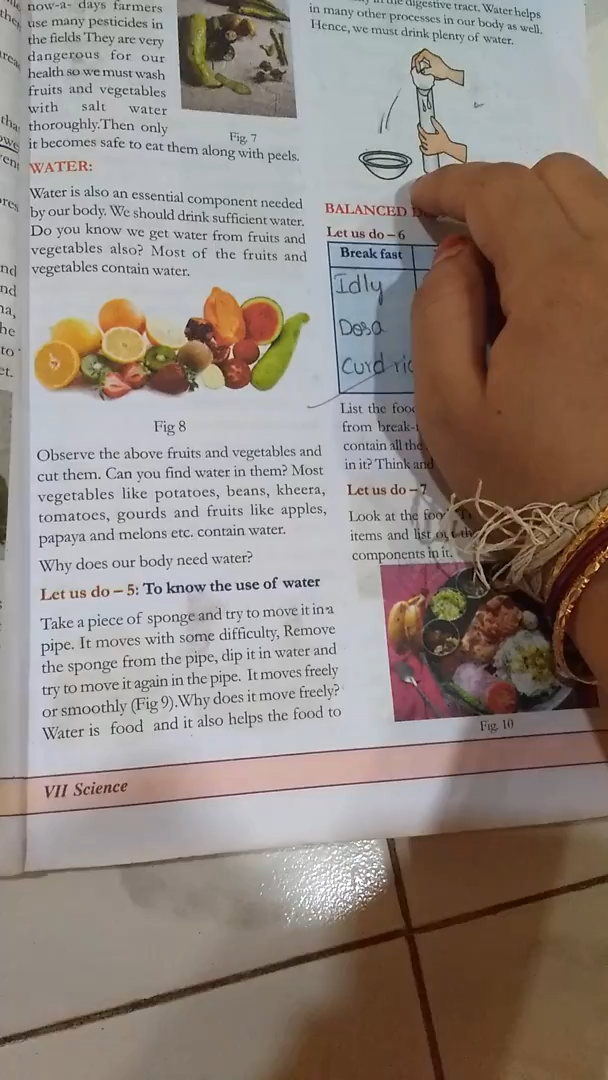 now-a- days farmers
use many pesticides in
the fields They are very
dangerous for our
health so we must wash
fruits and vegetables
with salt water
thoroughly.Then only
it becomes safe to eat them along with peels.
Fig. 7
WATER:
Water is also an essential component needed
by our body. We should drink sufficient water.
Do you know we get water from fruits and
vegetables also? Most of the fruits and
vegetables contain water.
Fig 8
Observe the above fruits and vegetables and
cut them. Can you find water in them? Most
vegetables like potatoes, beans, kheera,
tomatoes, gourds and fruits like apples,
papaya and melons etc. contain water.
Why does our body need water?
Let us do – 5: To know the use of water
Take a piece of sponge and try to move it in a
pipe. It moves with some difficulty, Remove
the sponge from the pipe, dip it in water and
try to move it again in the pipe. It moves freely
or smoothly (Fig 9).Why does it move freely?
Water is food and it also helps the food to
in the digestive tract. Water helps
in many other processes in our body as well.
Hence, we must drink plenty of water.
BALANCED
Let us do – 6
Break fast
Idly
Dosa
Curd
List the
from
contain all the
in it? Think and
Let us do – 7
Look at the
items and list
components in it.
Fig. 10
VII Science